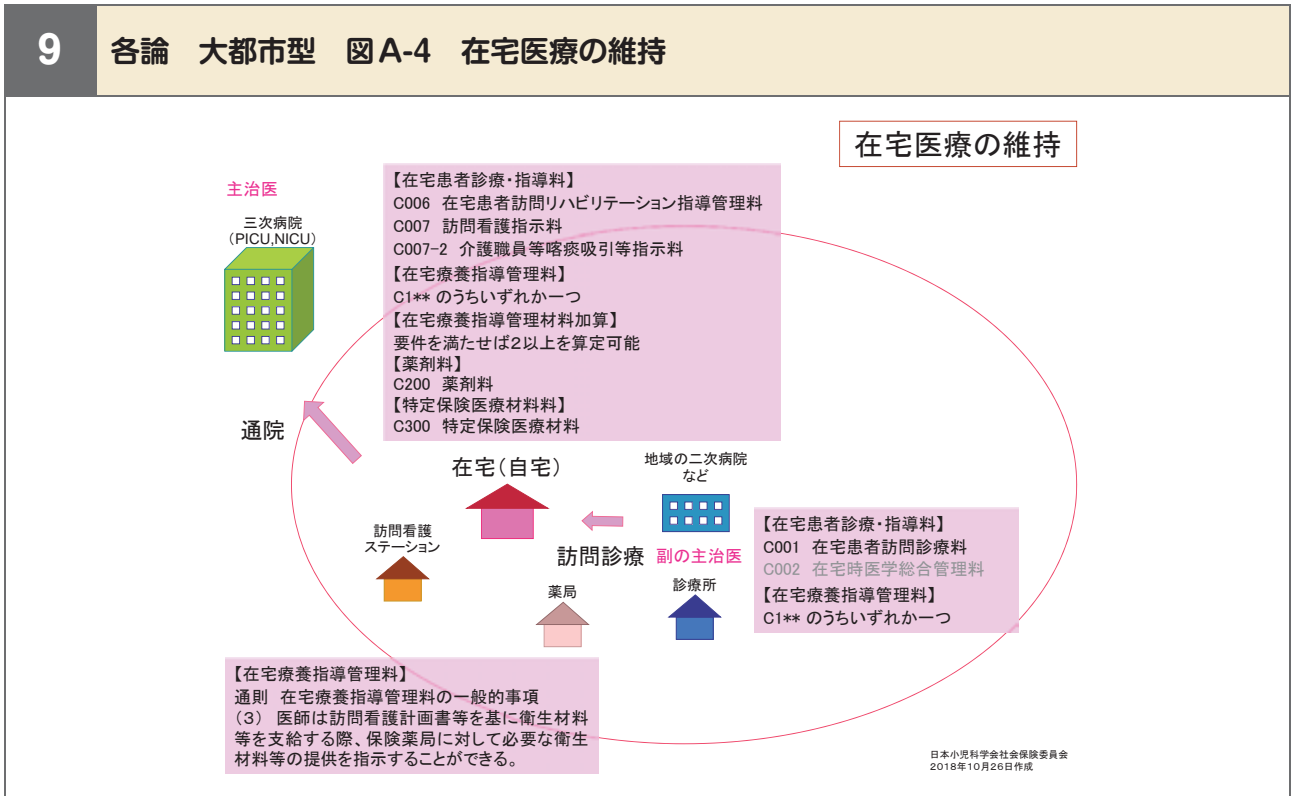 9 各論 大都市型 図A-4 在宅医療の維持
在宅医療の維持
主治医
三次病院
(PICU,NICU)
【在宅患者診療・指導料】
C006 在宅患者訪問リハビリテーション指導管理料
C007 訪問看護指示料
C007-2 介護職員等喀痰吸引等指示料
【在宅療養指導管理料】
C1** のうちいずれか一つ
【在宅療養指導管理材料加算】
要件を満たせば2以上を算定可能
【薬剤料】
C200 薬剤料
【特定保険医療材料料】
C300 特定保険医療材料
通院
在宅(自宅)
地域の二次病院
など
訪問看護
ステーション
訪問診療
副の主治医
薬局
診療所
【在宅患者診療・指導料】
C001 在宅患者訪問診療料
C002 在宅時医学総合管理料
【在宅療養指導管理料】
C1** のうちいずれか一つ
【在宅療養指導管理料】
通則 在宅療養指導管理料の一般的事項
(3) 医師は訪問看護計画書等を基に衛生材料
等を支給する際、保険薬局に対して必要な衛生
材料等の提供を指示することができる。
日本小児科学会社会保険委員会
2018年10月26日作成